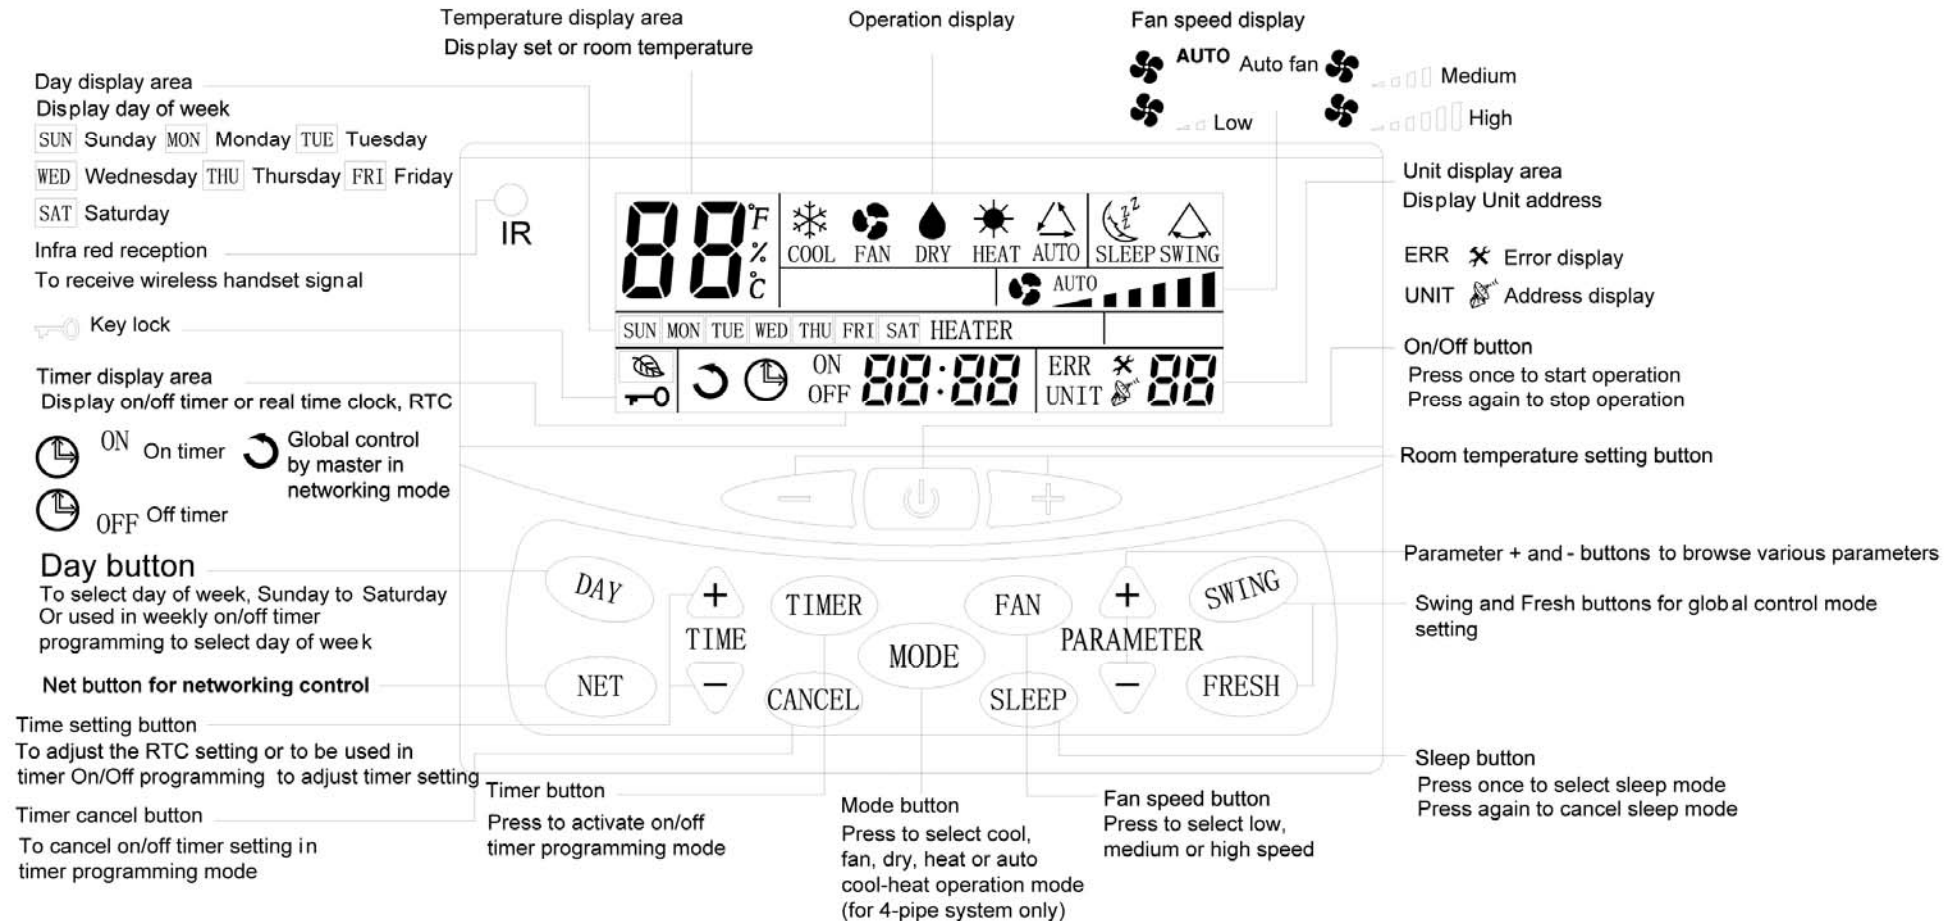 Temperature display area
Display set or room temperature
Operation display
Fan speed display
AUTO Auto fan
Medium
Low
High
Day display area
Display day of week
SUN Sunday MON Monday TUE Tuesday
WED Wednesday THU Thursday FRI Friday
SAT Saturday
Infra red reception
To receive wireless handset signal
Key lock
Timer display area
Display on/off timer or real time clock, RTC
ON On timer
Global control
by master in
networking mode
OFF Off timer
Day button
To select day of week, Sunday to Saturday
Or used in weekly on/off timer
programming to select day of week
Net button for networking control
Time setting button
To adjust the RTC setting or to be used in
timer On/Off programming to adjust timer setting
Timer cancel button
To cancel on/off timer setting in
timer programming mode
IR
88 °F % °C
COOL FAN DRY HEAT AUTO SLEEP SWING
AUTO
SUN MON TUE WED THU FRI SAT HEATER
ON
OFF
88:88
ERR
UNIT
88
− +
DAY
+
TIME
−
TIMER
FAN
+
PARAMETER
−
SWING
MODE
NET
CANCEL
SLEEP
FRESH
Unit display area
Display Unit address
ERR Error display
UNIT Address display
On/Off button
Press once to start operation
Press again to stop operation
Room temperature setting button
Parameter + and - buttons to browse various parameters
Swing and Fresh buttons for global control mode
setting
Sleep button
Press once to select sleep mode
Press again to cancel sleep mode
Timer button
Press to activate on/off
timer programming mode
Mode button
Press to select cool,
fan, dry, heat or auto
cool-heat operation mode
(for 4-pipe system only)
Fan speed button
Press to select low,
medium or high speed